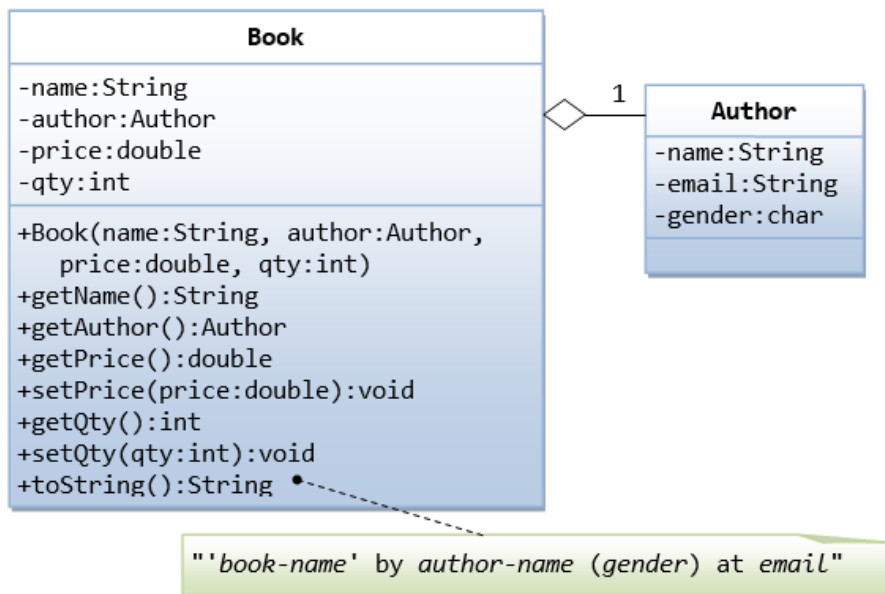 Book
-name:String
-author:Author
-price:double
-qty:int
+Book(name:String, author:Author,
price:double, qty:int)
+getName():String
+getAuthor():Author
+getPrice():double
+setPrice(price:double):void
+getQty():int
+setQty(qty:int):void
+toString():String
1
Author
-name:String
-email:String
-gender:char
"'book-name' by author-name (gender) at email"